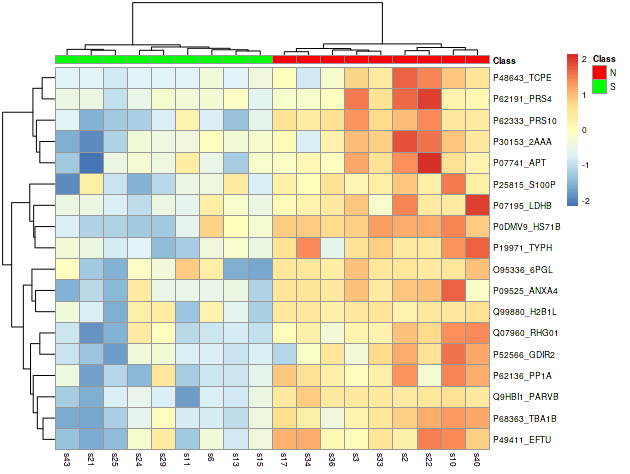 Class
P48643_TCPE
P62191_PRS4
P62333_PRS10
P30153_2AAA
P07741_APT
P25815_S100P
P07195_LDHB
P0DMV9_HS71B
P19971_TYPH
O95336_6PGL
P09525_ANXA4
Q99880_H2B1L
Q07960_RHG01
P52566_GDIR2
P62136_PP1A
Q9HBI1_PARVB
P68363_TBA1B
P49411_EFTU
s43 s21 s25 s24 s29 s11 s6 s13 s15 s17 s34 s36 s3 s33 s2 s22 s10 s40
2
1
0
-1
-2
Class
N
S